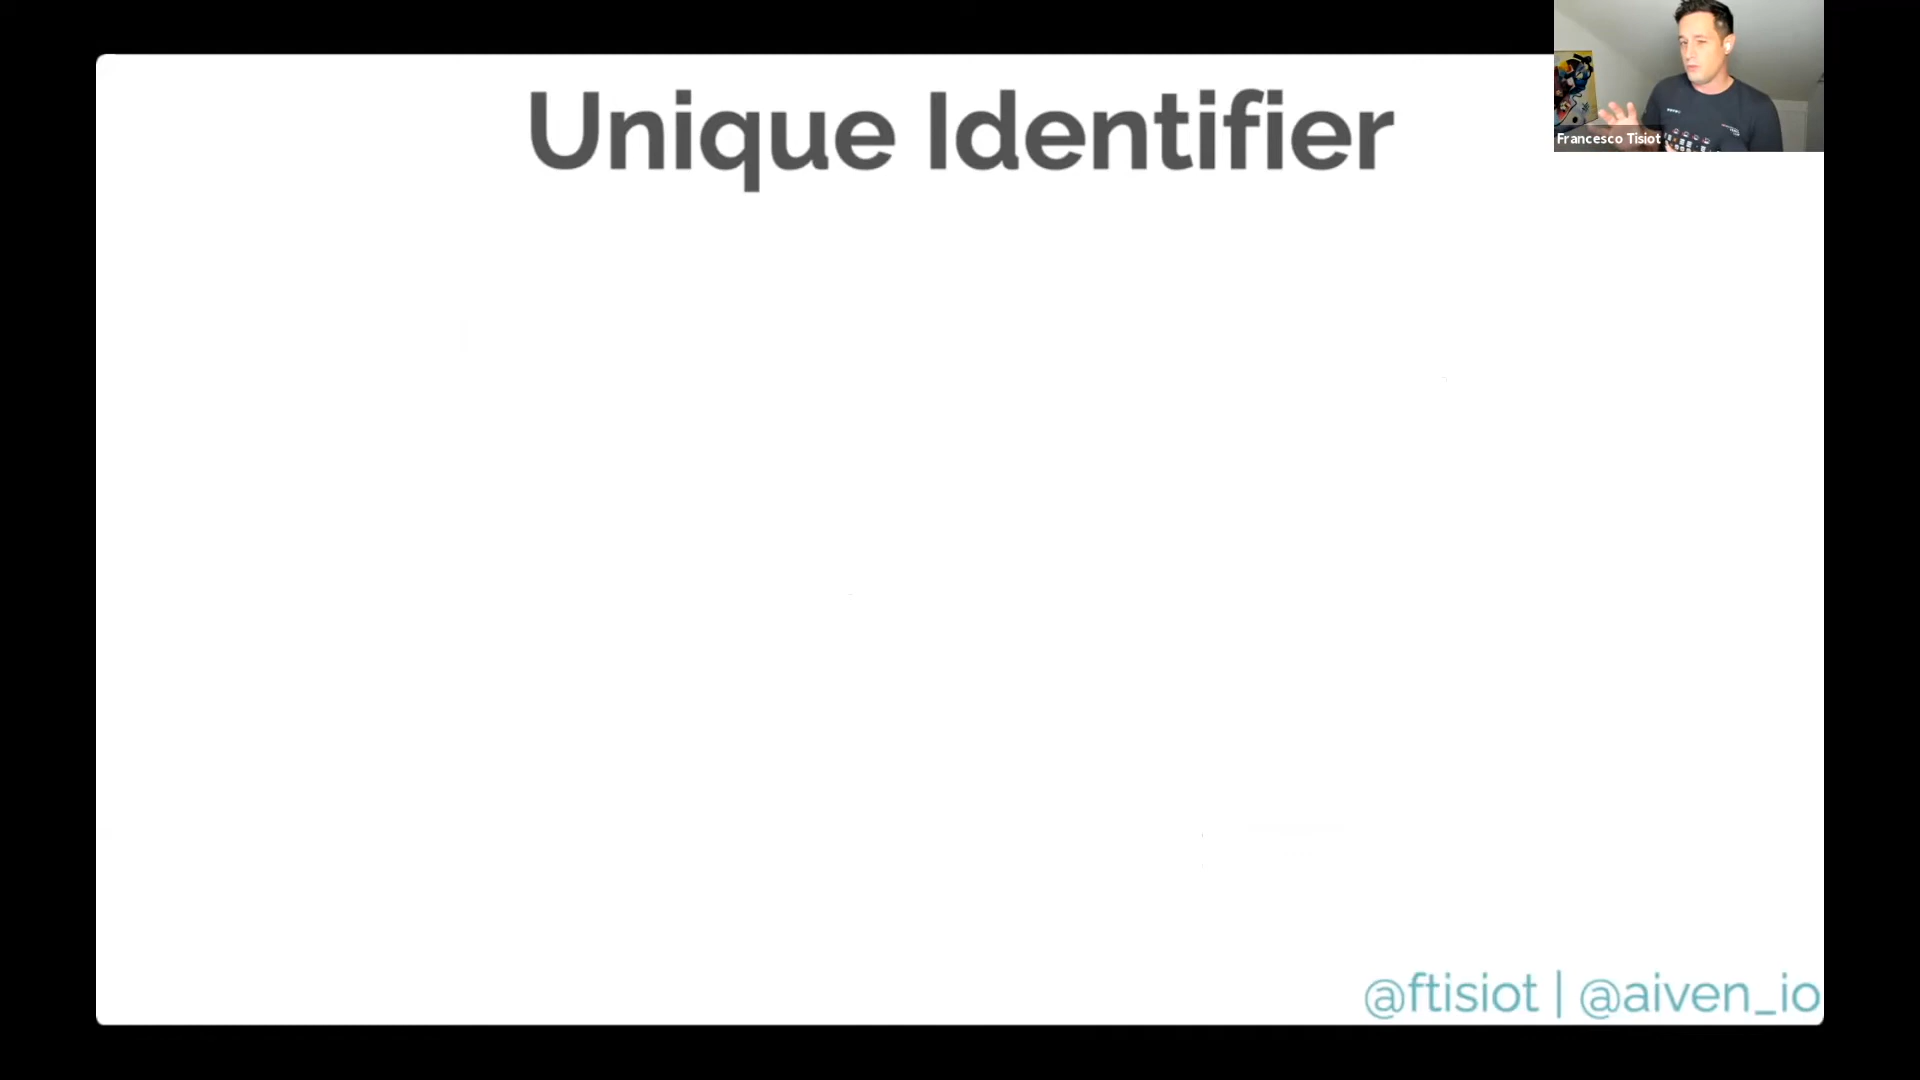 Unique Identifier
Francesco Tisiot
@ftisiot | @aiven_io